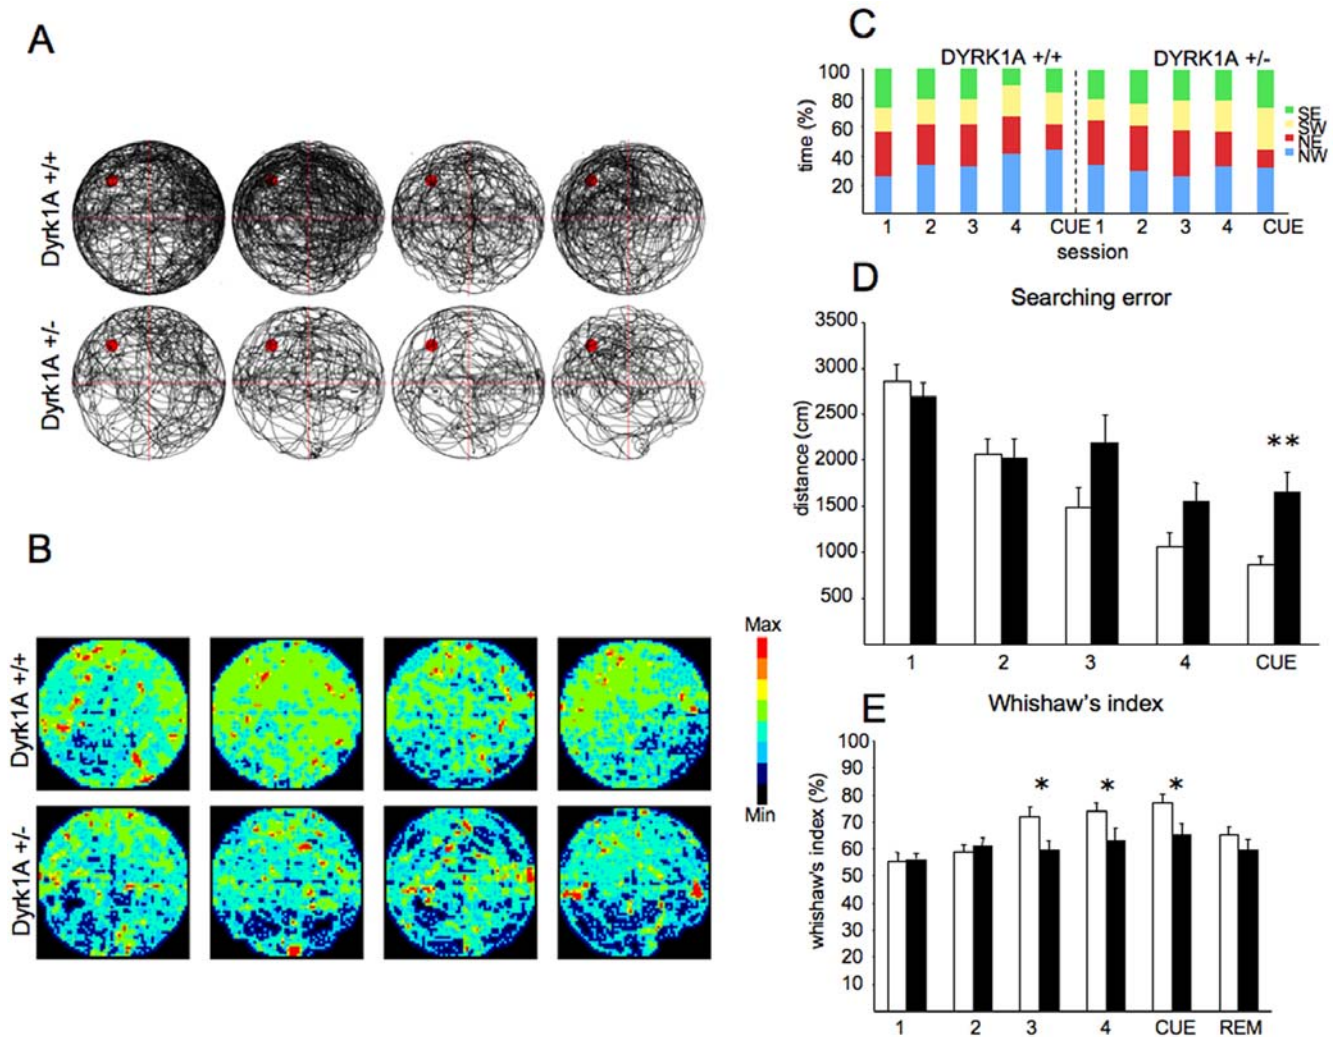 A
Dyrk1A +/+
Dyrk1A +/-
B
Dyrk1A +/+
Dyrk1A +/-
Max
Min
C
DYRK1A +/+
DYRK1A +/-
time (%)
100
80
60
40
20
SE
SW
NE
NW
1 2 3 4 CUE 1 2 3 4 CUE
session
D
Searching error
distance (cm)
3500
3000
2500
2000
1500
1000
500
**
1 2 3 4 CUE
E
Whishaw's index
whishaw's index (%)
100
90
80
70
60
50
40
30
20
10
* * *
1 2 3 4 CUE REM